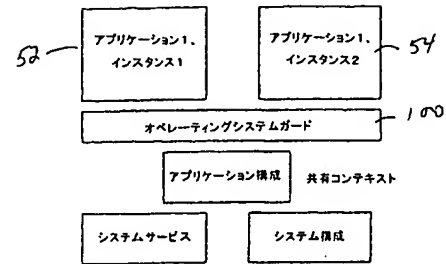 52
アプリケーション1、
インスタンス1
アプリケーション1、
インスタンス2
54
オペレーティングシステムガード
100
アプリケーション構成
共有コンテキスト
システムサービス
システム構成